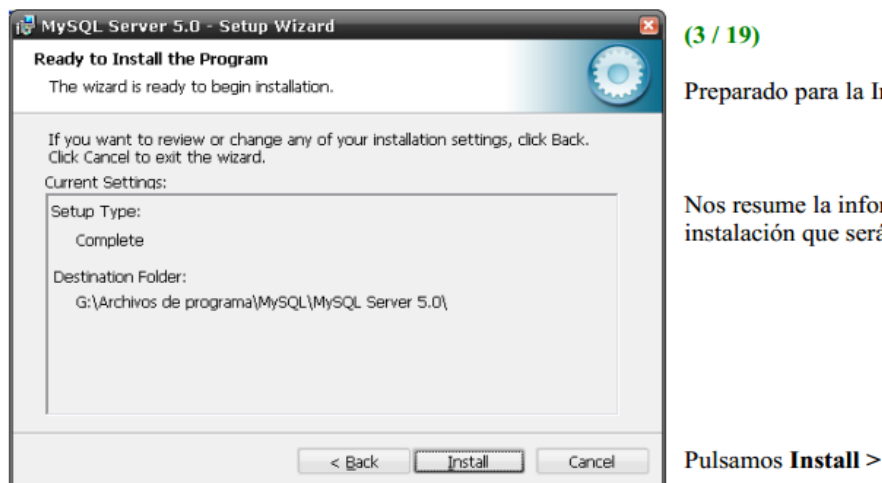 MySQL Server 5.0 - Setup Wizard
Ready to Install the Program
The wizard is ready to begin installation.
If you want to review or change any of your installation settings, click Back.
Click Cancel to exit the wizard.
Current Settings:
Setup Type:
Complete
Destination Folder:
G:\Archivos de programa\MySQL\MySQL Server 5.0\
< Back
Install
Cancel
(3 / 19)
Preparado para la
Nos resume la
instalación que
Pulsamos Install >